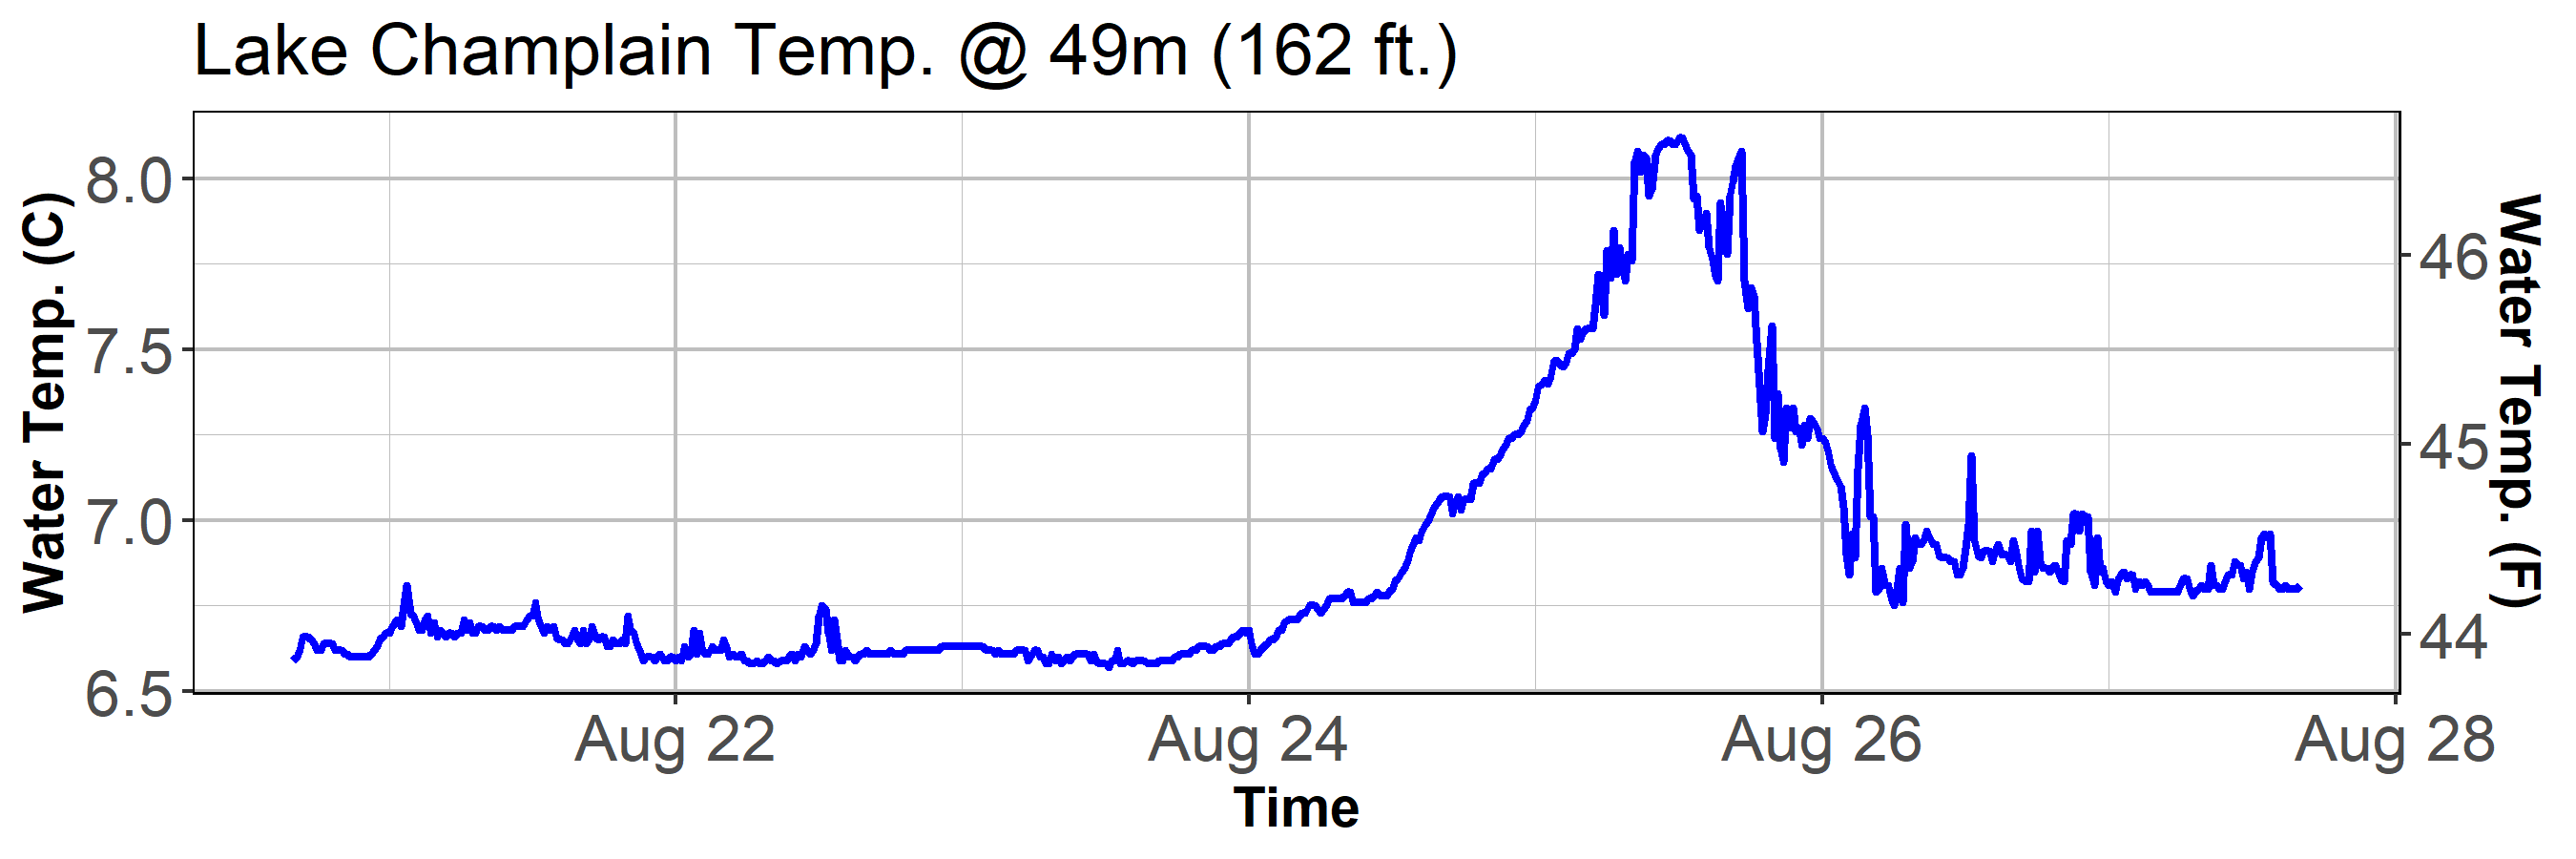 Lake Champlain Temp. @ 49m (162 ft.)
Water Temp. (C)
8.0
7.5
7.0
6.5
Water Temp. (F)
46
45
44
Aug 22
Aug 24
Aug 26
Aug 28
Time